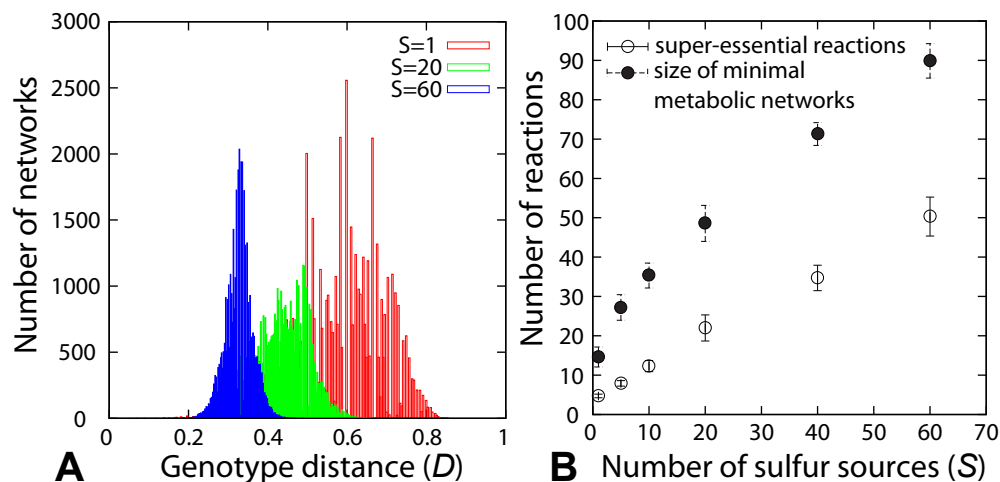 3000
2500
2000
1500
1000
500
0
Number of networks
S=1
S=20
S=60
0
0.2
0.4
0.6
0.8
1
A
Genotype distance (D)
100
90
80
70
60
50
40
30
20
10
0
Number of reactions
super-essential reactions
size of minimal
metabolic networks
0
10
20
30
40
50
60
70
B
Number of sulfur sources (S)